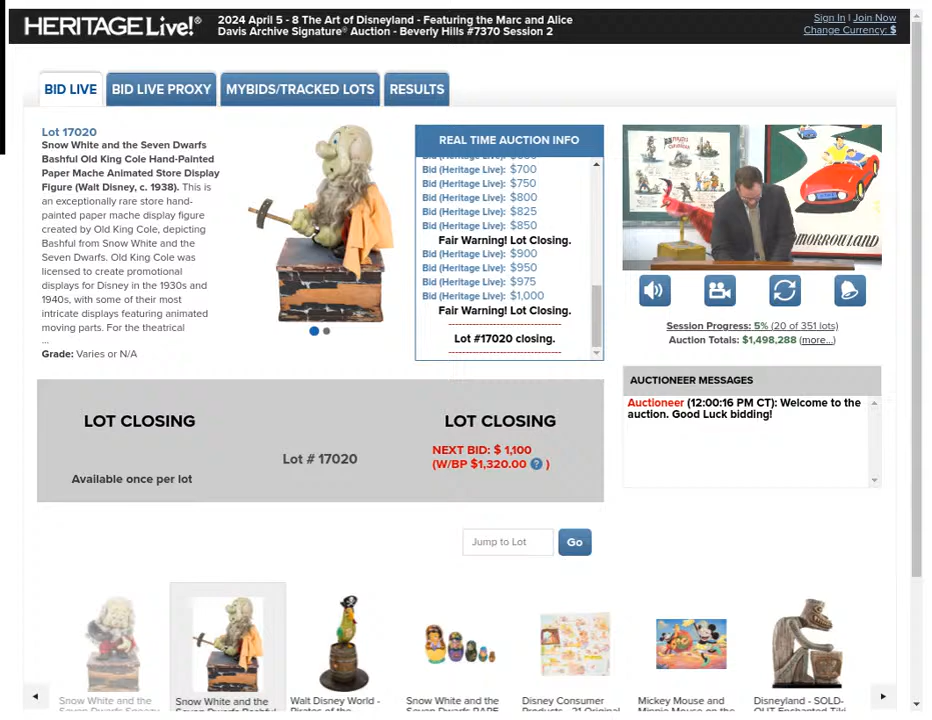 HERITAGE Live!®
2024 April 5 - 8 The Art of Disneyland - Featuring the Marc and Alice
Davis Archive Signature® Auction - Beverly Hills #7370 Session 2
Sign In | Join Now
Change Currency: $
BID LIVE
BID LIVE PROXY
MYBIDS/TRACKED LOTS
RESULTS
Lot 17020
Snow White and the Seven Dwarfs
Bashful Old King Cole Hand-Painted
Paper Mache Animated Store Display
Figure (Walt Disney, c. 1938). This is
an exceptionally rare store hand-
painted paper mache display figure
created by Old King Cole, depicting
Bashful from Snow White and the
Seven Dwarfs. Old King Cole was
licensed to create promotional
displays for Disney in the 1930s and
1940s, with some of their most
intricate displays featuring animated
moving parts. For the theatrical
...
Grade: Varies or N/A
REAL TIME AUCTION INFO
Bid (Heritage Live): $700
Bid (Heritage Live): $750
Bid (Heritage Live): $800
Bid (Heritage Live): $825
Bid (Heritage Live): $850
Fair Warning! Lot Closing.
Bid (Heritage Live): $900
Bid (Heritage Live): $950
Bid (Heritage Live): $975
Bid (Heritage Live): $1,000
Fair Warning! Lot Closing.
Lot #17020 closing.
MORROWLAND
Session Progress: 5% (20 of 351 lots)
Auction Totals: $1,498,288 (more...)
AUCTIONEER MESSAGES
Auctioneer (12:00:16 PM CT): Welcome to the
auction. Good Luck bidding!
LOT CLOSING
Available once per lot
Lot # 17020
LOT CLOSING
NEXT BID: $ 1,100
(W/BP $1,320.00 ? )
Jump to Lot
Go
Snow White and the
Snow White and the
Walt Disney World -
Snow White and the
Disney Consumer
Mickey Mouse and
Disneyland - SOLD-